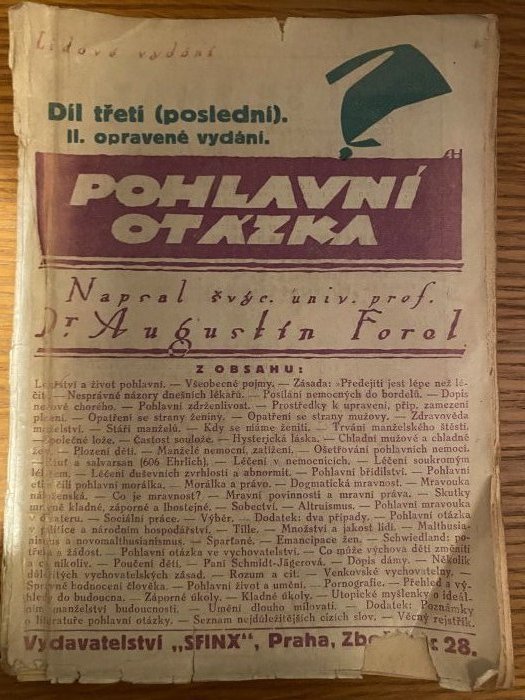 Lidové vydání
Díl třetí (poslední).
II. opravené vydání.
AH
POHLAVNÍ
OTÁZKA
Napsal švýc. univ. prof.
Dr. Augustin Forel
Z OBSAHU:
Lékařství a život pohlavní. — Všeobecné pojmy. — Zásada: »Předejíti jest lépe než lé-
čit — Nesprávné názory dnešních lékařů. — Posílání nemocných do bordelů. — Dopis
nervově chorého. — Pohlavní zdrženlivost. — Prostředky k upravení, příp. zamezení
plození. — Opatření se strany ženiny. — Opatření se strany mužovy. — Zdravověda
manželství. — Stáří manželů. — Kdy se máme ženiti. — Trvání manželského štěstí.
Společné lože. — Častost soulože. — Hysterická láska. — Chladní mužové a chladné
ženy. — Plození dětí. — Manželé nemocní, zatížení. — Ošetřování pohlavních nemocí.
Rtuť a salvarsan (606 Ehrlich). — Léčení v nemocnicích. — Léčení soukromým
lékařem. — Léčení duševních zvrhlostí a abnormit. — Pohlavní břídilství. — Pohlavní
etika čili pohlavní morálka. — Morálka a právo. — Dogmatická mravnost. — Mravouka
náboženská. — Co je mravnost? — Mravní povinnosti a mravní práva. — Skutky
mravně kladné, záporné a lhostejné. — Sobectví. — Altruismus. — Pohlavní mravouka
v divateru. — Sociální práce. — Výběr. — Dodatek: dva případy. — Pohlavní otázka
v politice a národním hospodářství. — Tille. — Množství a jakost lidí. — Malthusia-
nismus a novomalthusianismus. — Sparťané. — Emancipace žen. — Schwiedland: po-
třeba a žádost. — Pohlavní otázka ve vychovatelství. — Co může výchova dětí změniti
a co nikoliv. — Poučení dětí. — Paní Schmidt-Jägerová. — Dopis dámy. — Několik
důležitých vychovatelských zásad. — Rozum a cit. — Venkovské vychovatelny. —
Správné hodnocení člověka. — Pohlavní život a umění. — Pornografie. — Přehled a vý-
hledy do budoucna. — Záporné úkoly. — Kladné úkoly. — Utopické myšlenky o ideál-
ním manželství budoucnosti. — Umění dlouho milovati. — Dodatek: Poznámky
o literatuře pohlavní otázky. — Seznam nejdůležitějších cizích slov. — Věcný rejstřík.
Vydavatelství „SFINX", Praha, 28.